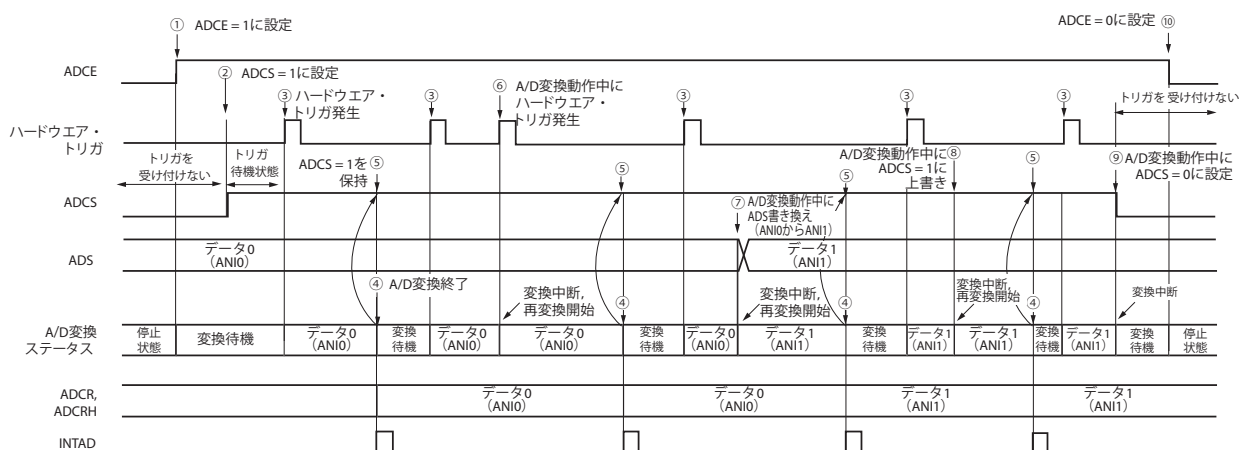 ① ADCE = 1に設定
ADCE = 0に設定 ⑩
ADCE
② ADCS = 1に設定
③ ハードウエア・
トリガ発生
③
⑥ A/D変換動作中に
ハードウエア・
トリガ発生
③
③
③
トリガを受け付けない
ハードウエア・
トリガ
トリガを
受け付けない
トリガ
待機状態
ADCS = 1を ⑤
保持
⑤
A/D変換動作中に ⑧
ADCS = 1に
上書き
⑤
⑤
⑨ A/D変換動作中に
ADCS = 0に設定
ADCS
⑦ A/D変換動作中に
ADS書き換え
(ANI0からANI1)
ADS
データ0
(ANI0)
データ1
(ANI1)
④ A/D変換終了
変換中断,
再変換開始
④
変換中断,
再変換開始
④
変換中断,
再変換開始
④
変換中断
A/D変換
ステータス
停止
状態
変換待機
データ0
(ANI0)
変換
待機
データ0
(ANI0)
データ0
(ANI0)
変換
待機
データ0
(ANI0)
データ1
(ANI1)
変換
待機
データ1
(ANI1)
データ1
(ANI1)
変換
待機
データ1
(ANI1)
変換
待機
停止
状態
ADCR,
ADCRH
データ0
(ANI0)
データ0
(ANI0)
データ1
(ANI1)
データ1
(ANI1)
INTAD